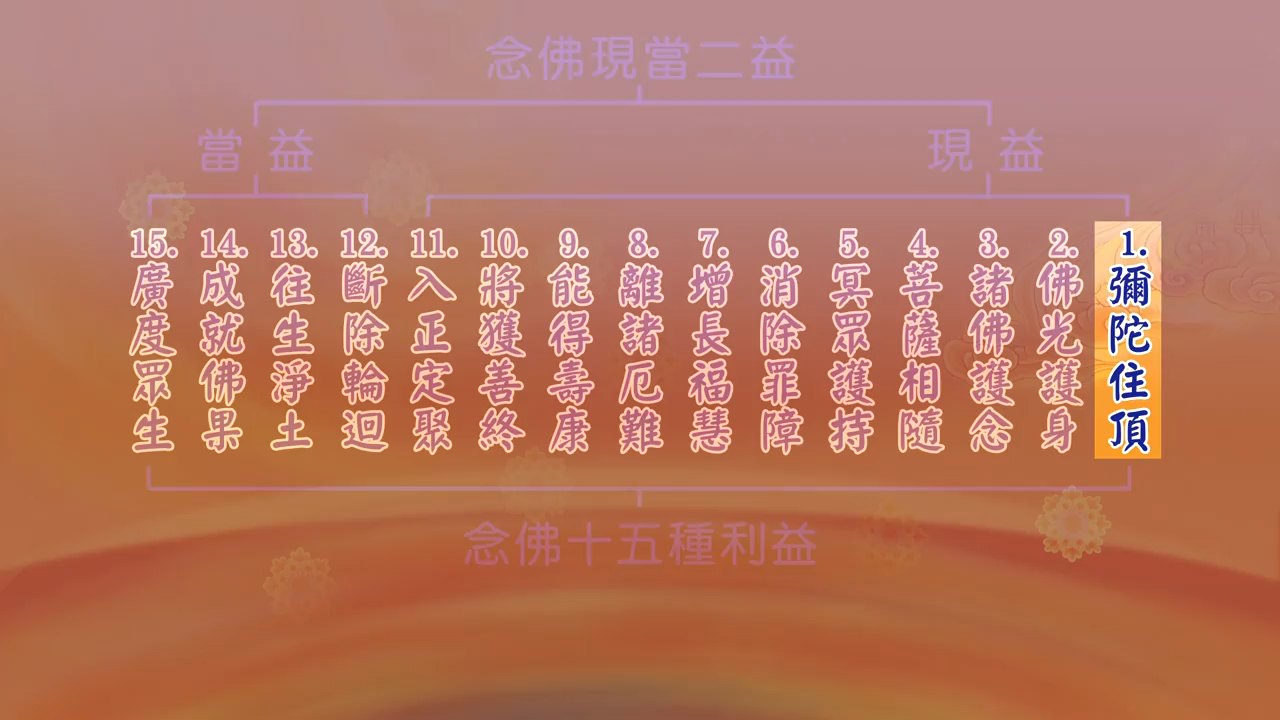 念佛現當二益
現益
當益
1.彌陀住頂
2.佛光護身
3.諸佛護念
4.菩薩相隨
5.冥眾護持
6.消除罪障
7.增長福慧
8.離諸厄難
9.能得壽康
10.將獲善終
11.入正定聚
12.斷除輪迴
13.往生淨土
14.成就佛果
15.廣度眾生
念佛十五種利益